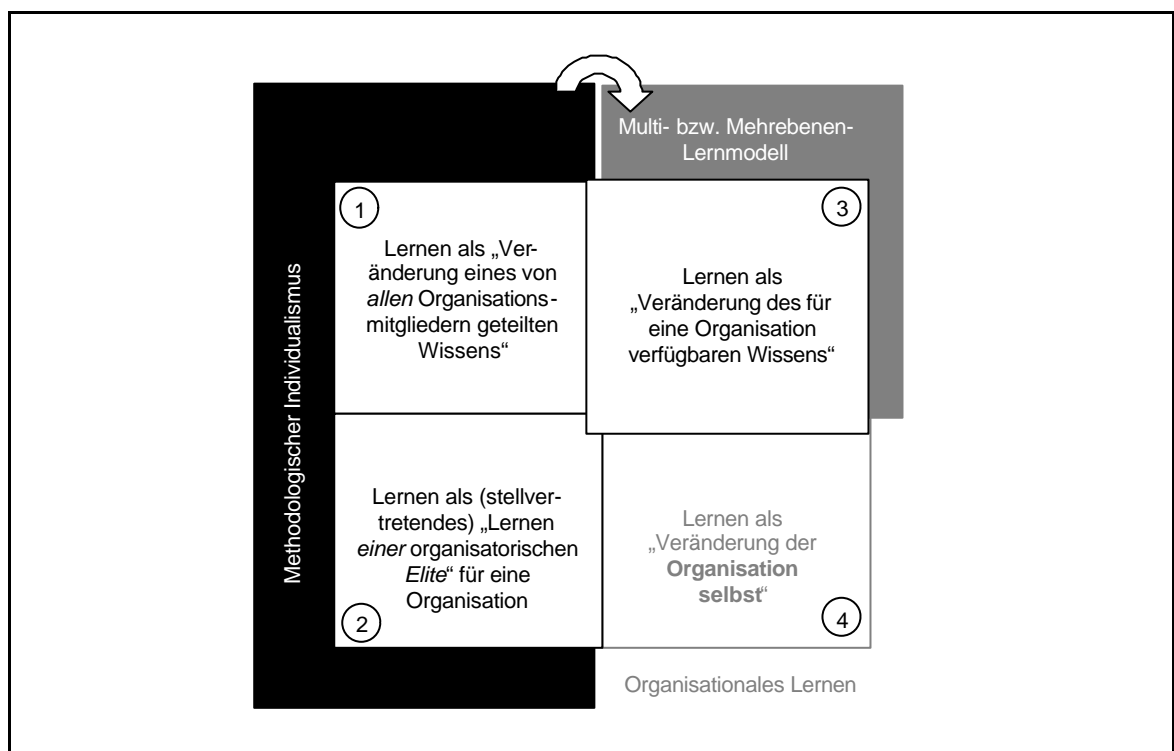 Multi- bzw. Mehrebenen-
Lernmodell
Methodologischer Individualismus
1
Lernen als „Ver-
änderung eines von
allen Organisations-
mitgliedern geteilten
Wissens“
3
Lernen als
„Veränderung des für
eine Organisation
verfügbaren Wissens“
2
Lernen als (stellver-
tretendes) „Lernen
einer organisatorischen
Elite“ für eine
Organisation
4
Lernen als
„Veränderung der
Organisation
selbst“
Organisationales Lernen